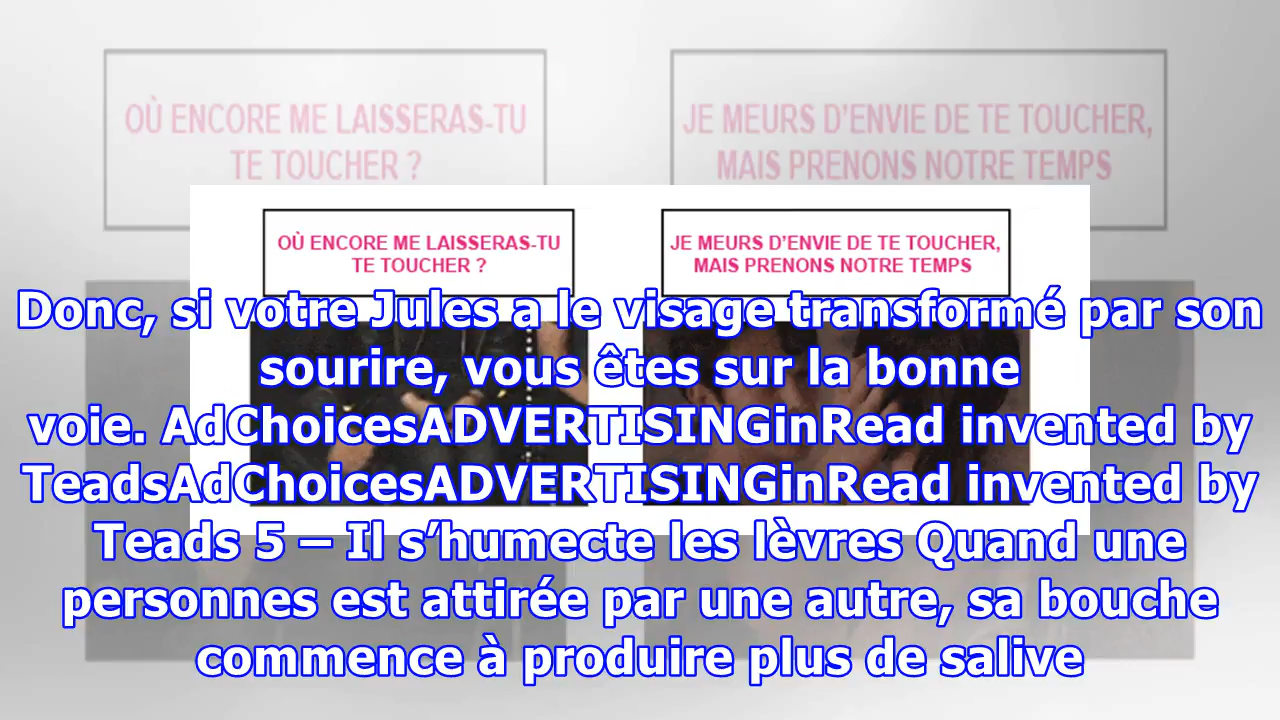 OÙ ENCORE ME LAISSERAS-TU
TE TOUCHER ?
JE MEURS D’ENVIE DE TE TOUCHER,
MAIS PRENONS NOTRE TEMPS
OÙ ENCORE ME LAISSERAS-TU
TE TOUCHER ?
JE MEURS D’ENVIE DE TE TOUCHER,
MAIS PRENONS NOTRE TEMPS
Donc, si votre Jules a le visage transformé par son
sourire, vous êtes sur la bonne
voie. AdChoicesADVERTISINGinRead invented by
TeadsAdChoicesADVERTISINGinRead invented by
Teads 5 – Il s’humecte les lèvres Quand une
personnes est attirée par une autre, sa bouche
commence à produire plus de salive